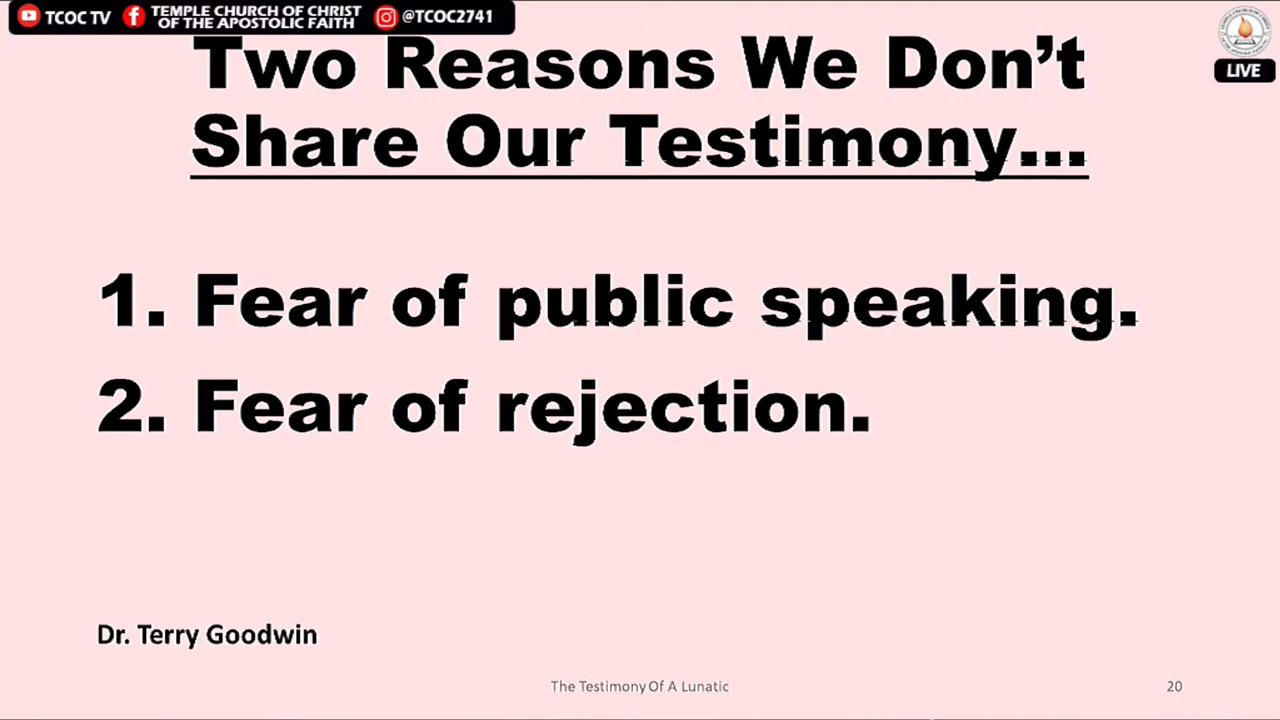 TCOC TV
TEMPLE CHURCH OF CHRIST
OF THE APOSTOLIC FAITH
@TCOC2741
LIVE
Two Reasons We Don’t
Share Our Testimony...
1. Fear of public speaking.
2. Fear of rejection.
Dr. Terry Goodwin
The Testimony Of A Lunatic
20